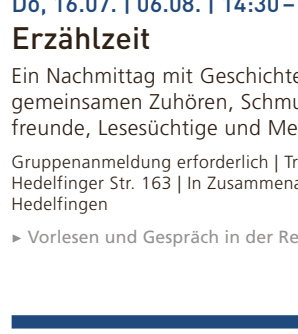 Do, 16.07. | 06.08. | 14:30 –
Erzählzeit
Ein Nachmittag mit Geschichte
gemeinsamen Zuhören, Schmu
freunde, Lesesüchtige und Me
Gruppenanmeldung erforderlich | Tr
Hedelfinger Str. 163 | In Zusammena
Hedelfingen
▸ Vorlesen und Gespräch in der Re